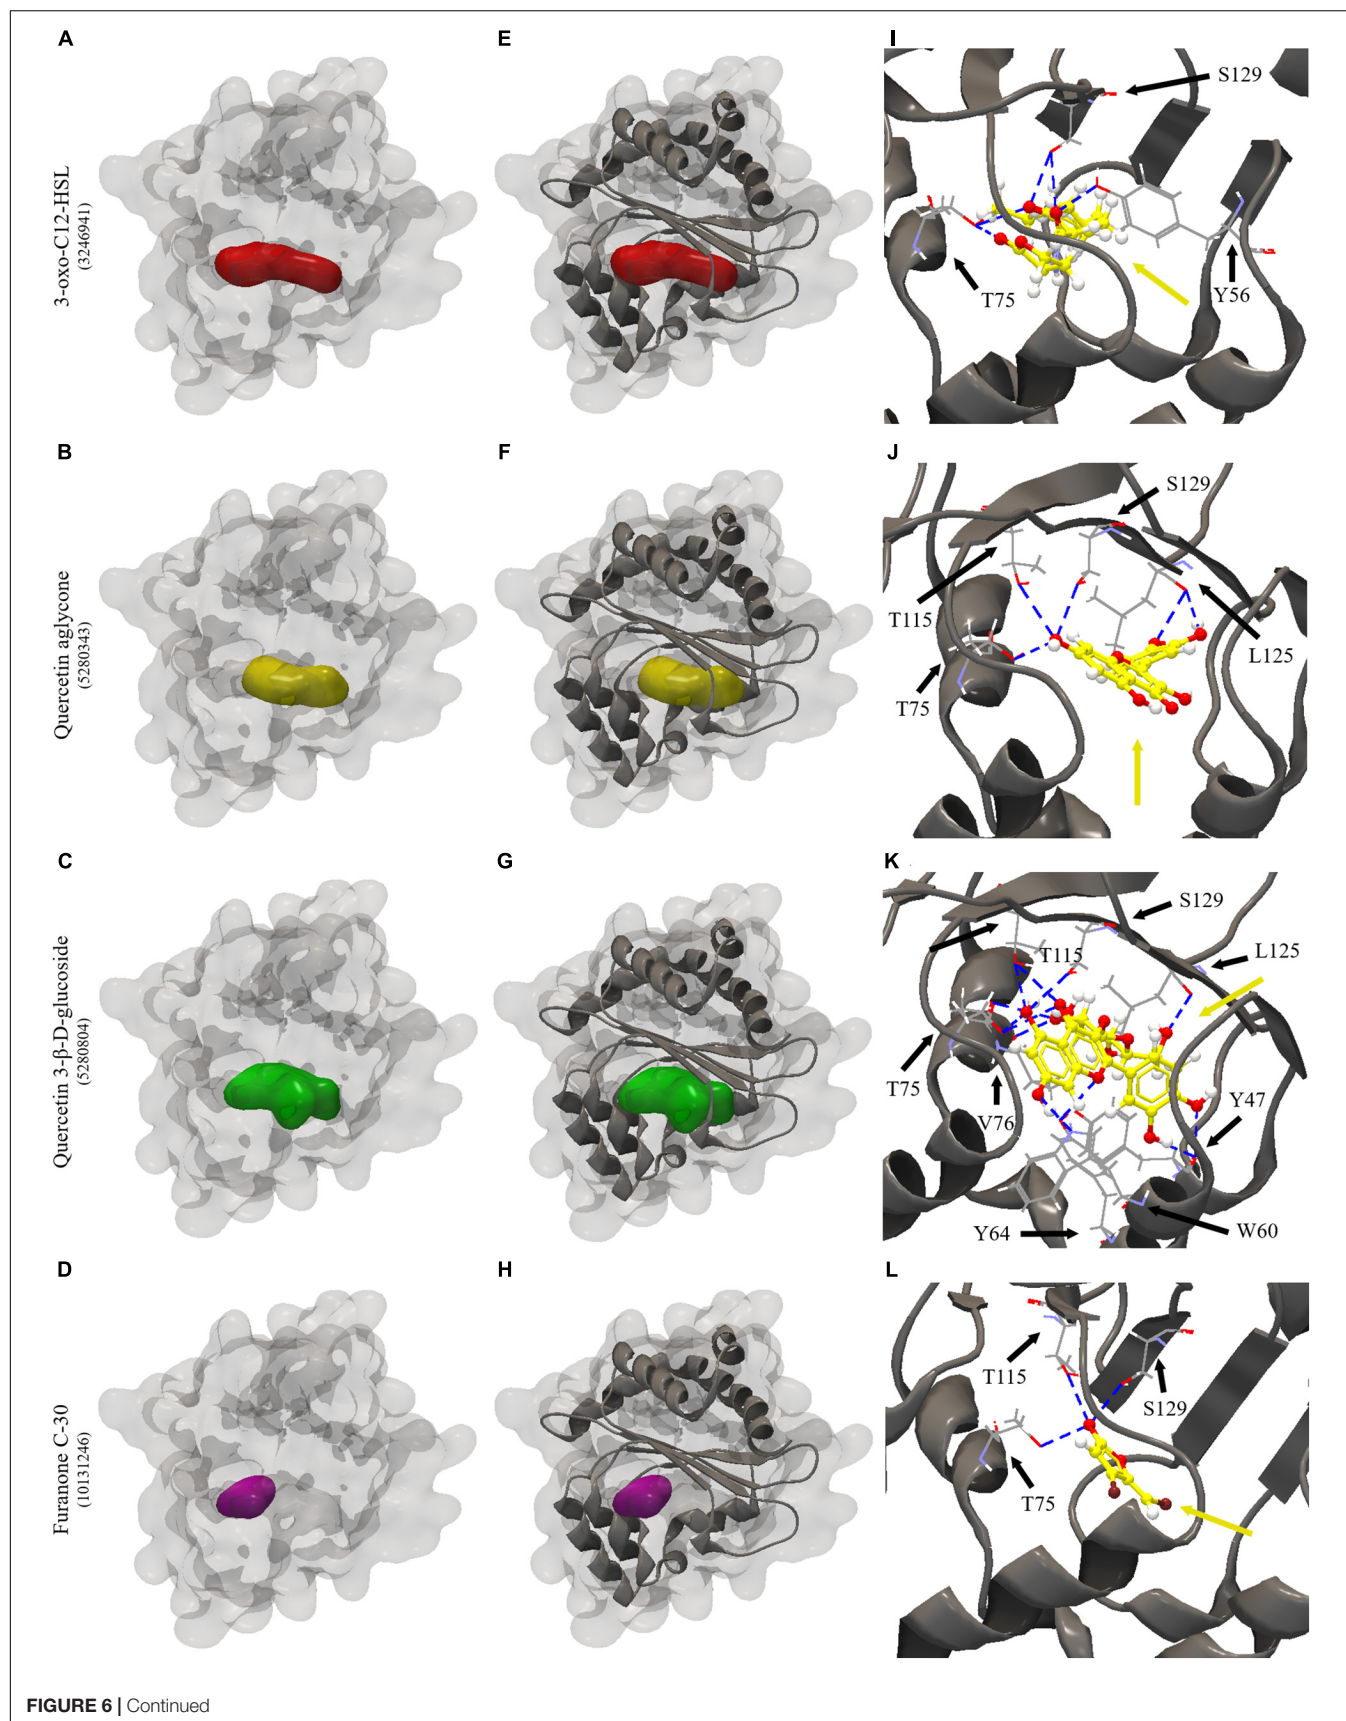 A
E
I
3-oxo-C12-HSL
(3246941)
S129
T75
Y56
B
F
J
Quercetin aglycone
(5280343)
S129
T115
L125
T75
C
G
K
Quercetin 3-β-D-glucoside
(5280804)
S129
T115
L125
T75
V76
Y47
Y64
W60
D
H
L
Furanone C-30
(10131246)
T115
S129
T75
FIGURE 6 | Continued